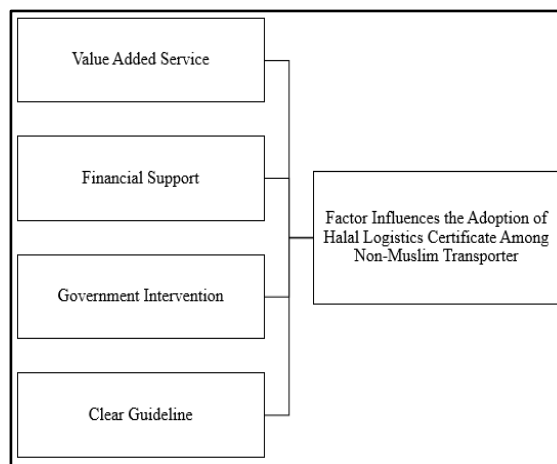 Value Added Service
Financial Support
Factor Influences the Adoption of
Halal Logistics Certificate Among
Non-Muslim Transporter
Government Intervention
Clear Guideline